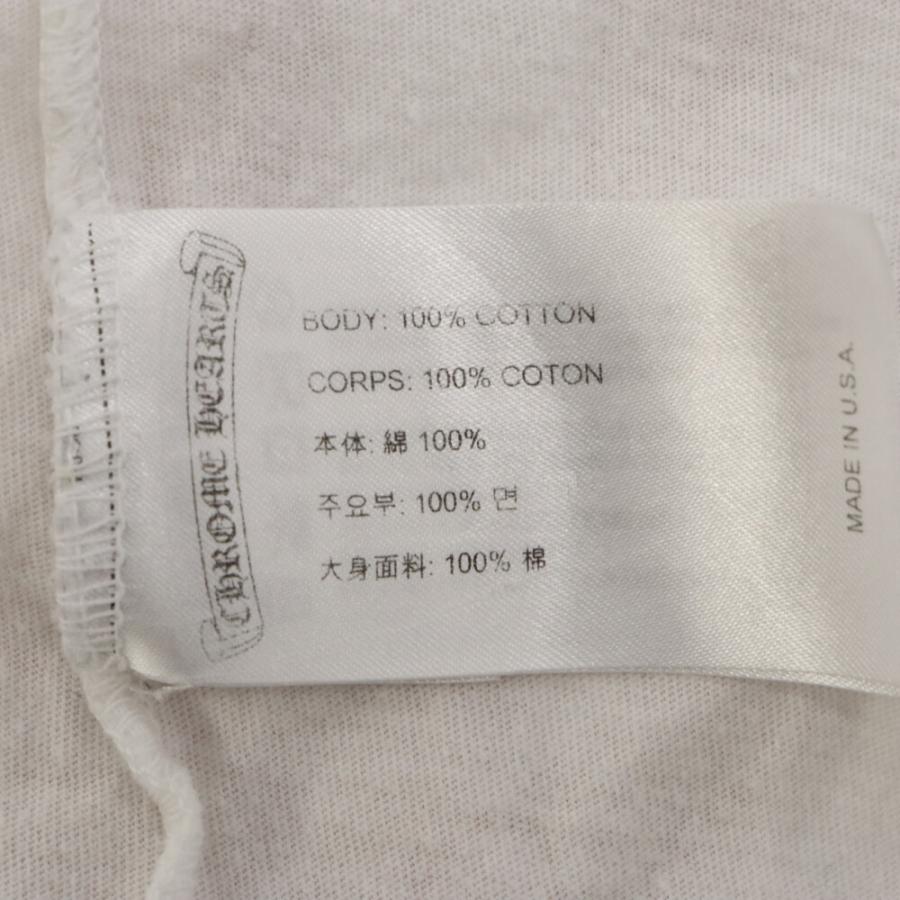 CHROME HEARTS
BODY: 100% COTTON
CORPS: 100% COTON
本体: 綿 100%
주요부: 100% 면
大身面料: 100% 棉
MADE IN U.S.A.